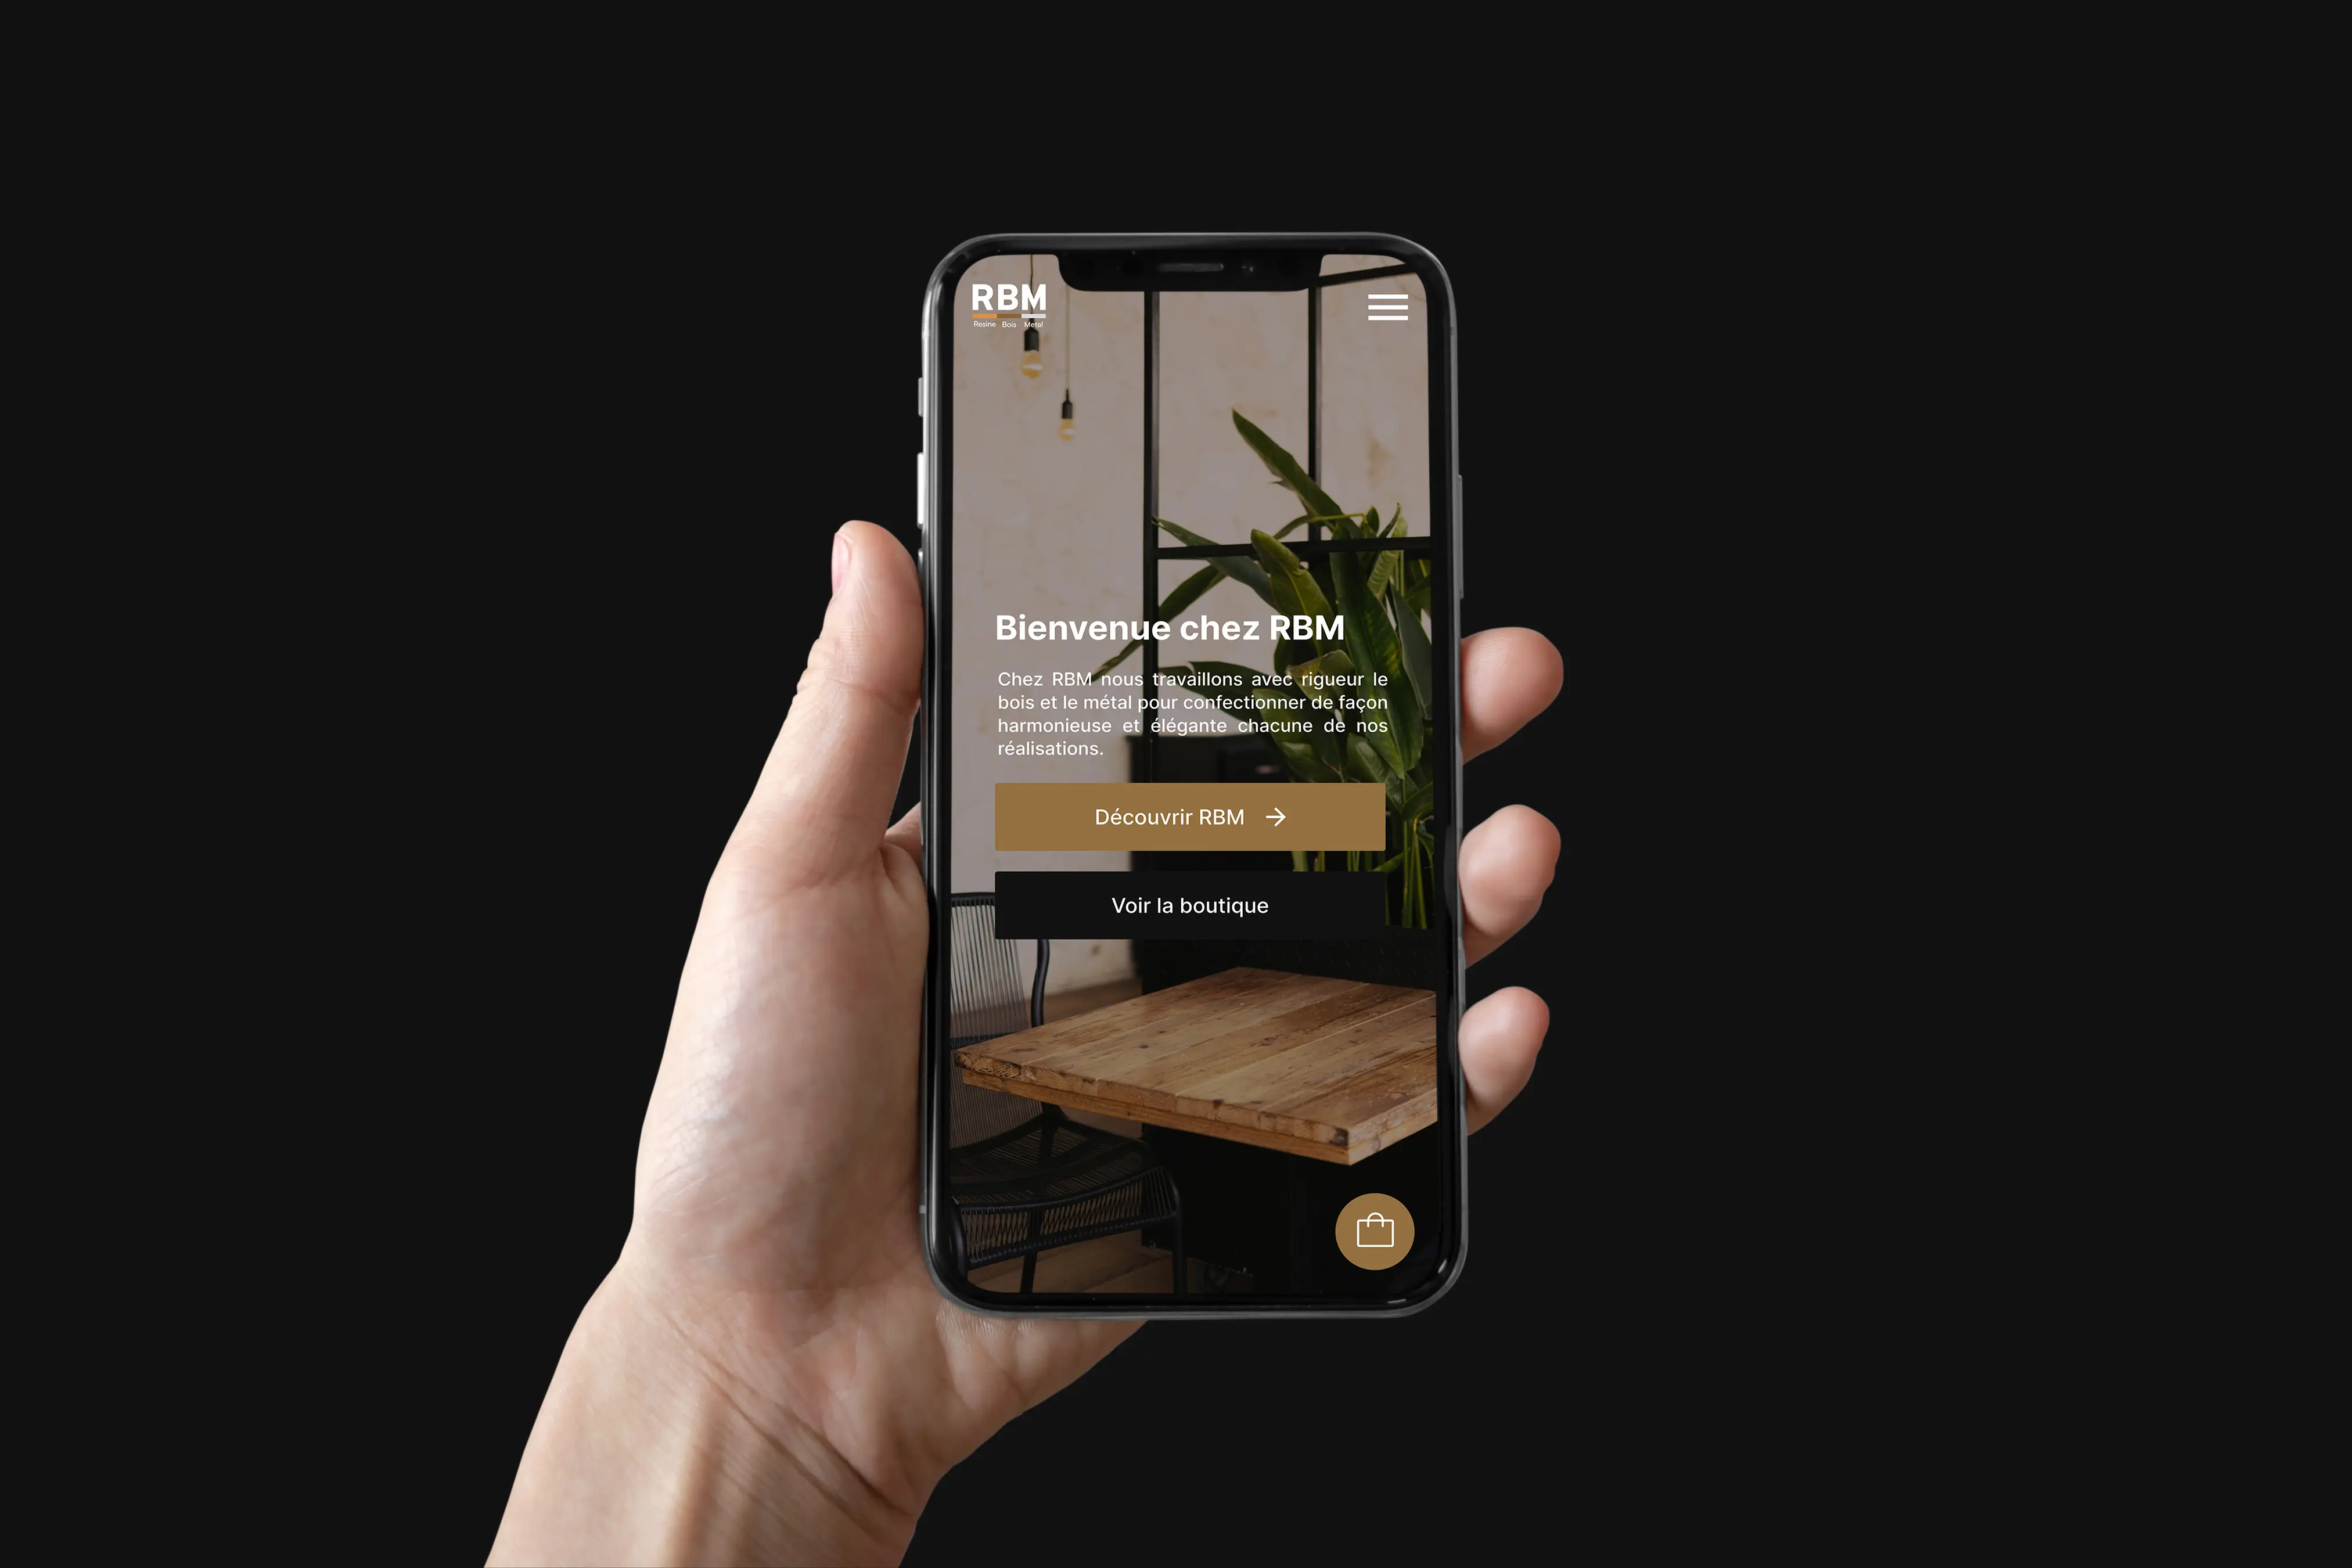 RBM
Resine Bois Metal
Bienvenue chez RBM
Chez RBM nous travaillons avec rigueur le
bois et le métal pour confectionner de façon
harmonieuse et élégante chacune de nos
réalisations.
Découvrir RBM
Voir la boutique